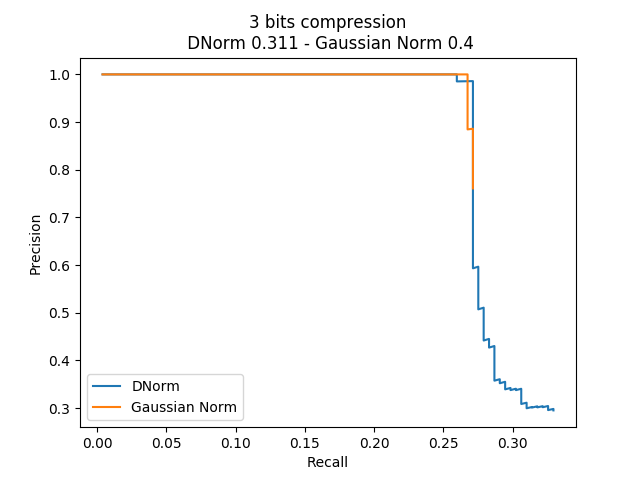 3 bits compression
DNorm 0.311 - Gaussian Norm 0.4
1.0
0.9
0.8
0.7
0.6
0.5
0.4
0.3
Precision
DNorm
Gaussian Norm
0.00 0.05 0.10 0.15 0.20 0.25 0.30
Recall